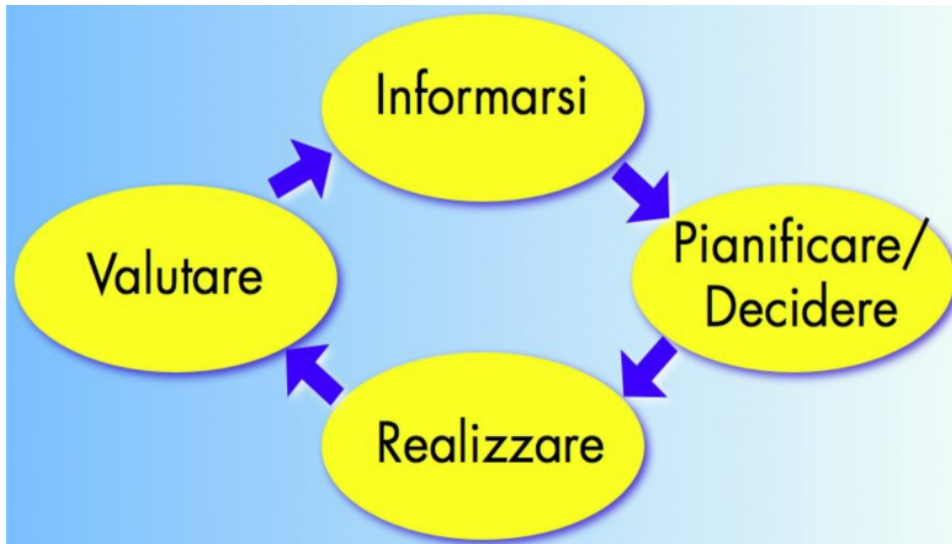 Informarsi
Pianificare/
Decidere
Realizzare
Valutare